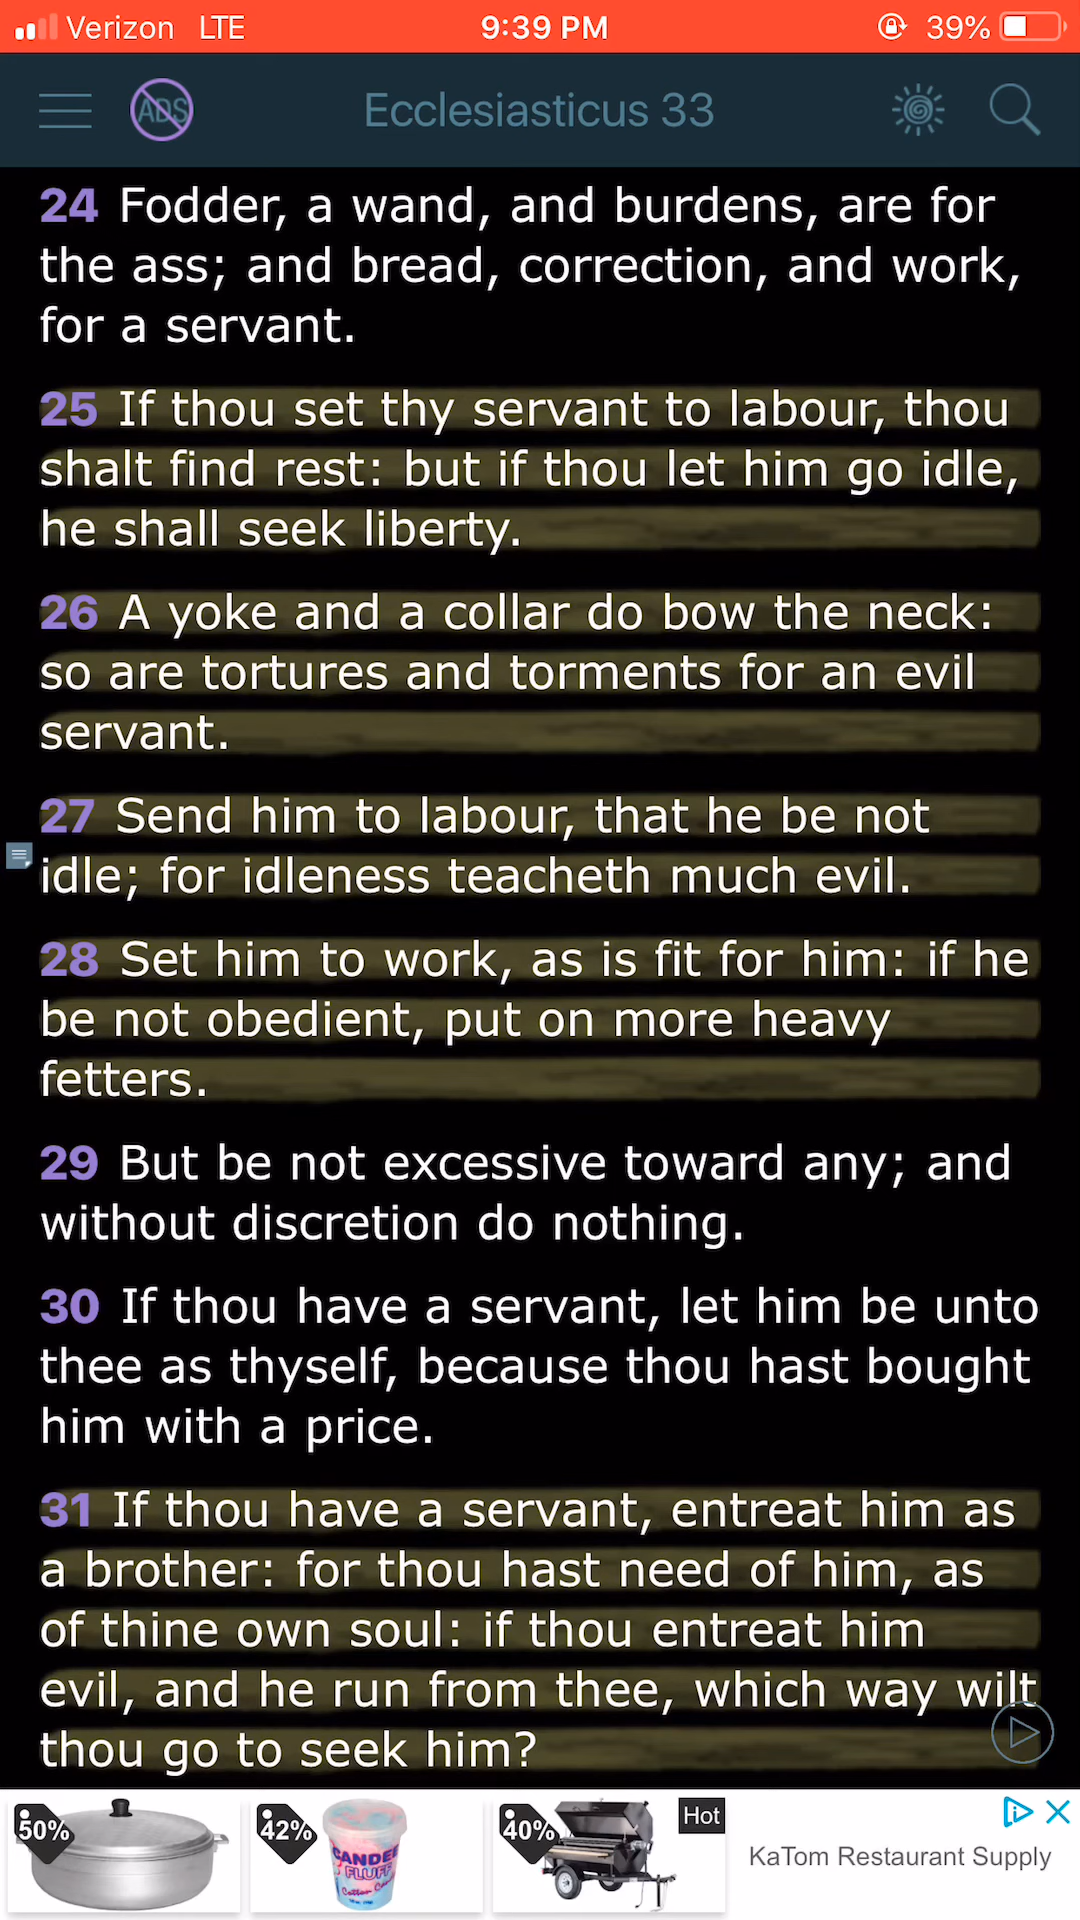 Verizon LTE 9:39 PM 39%
ADS Ecclesiasticus 33
24 Fodder, a wand, and burdens, are for
the ass; and bread, correction, and work,
for a servant.
25 If thou set thy servant to labour, thou
shalt find rest: but if thou let him go idle,
he shall seek liberty.
26 A yoke and a collar do bow the neck:
so are tortures and torments for an evil
servant.
27 Send him to labour, that he be not
idle; for idleness teacheth much evil.
28 Set him to work, as is fit for him: if he
be not obedient, put on more heavy
fetters.
29 But be not excessive toward any; and
without discretion do nothing.
30 If thou have a servant, let him be unto
thee as thyself, because thou hast bought
him with a price.
31 If thou have a servant, entreat him as
a brother: for thou hast need of him, as
of thine own soul: if thou entreat him
evil, and he run from thee, which way wilt
thou go to seek him?
50% 42% 40% Hot
CANDEE
FLUFF
Cotton
KaTom Restaurant Supply